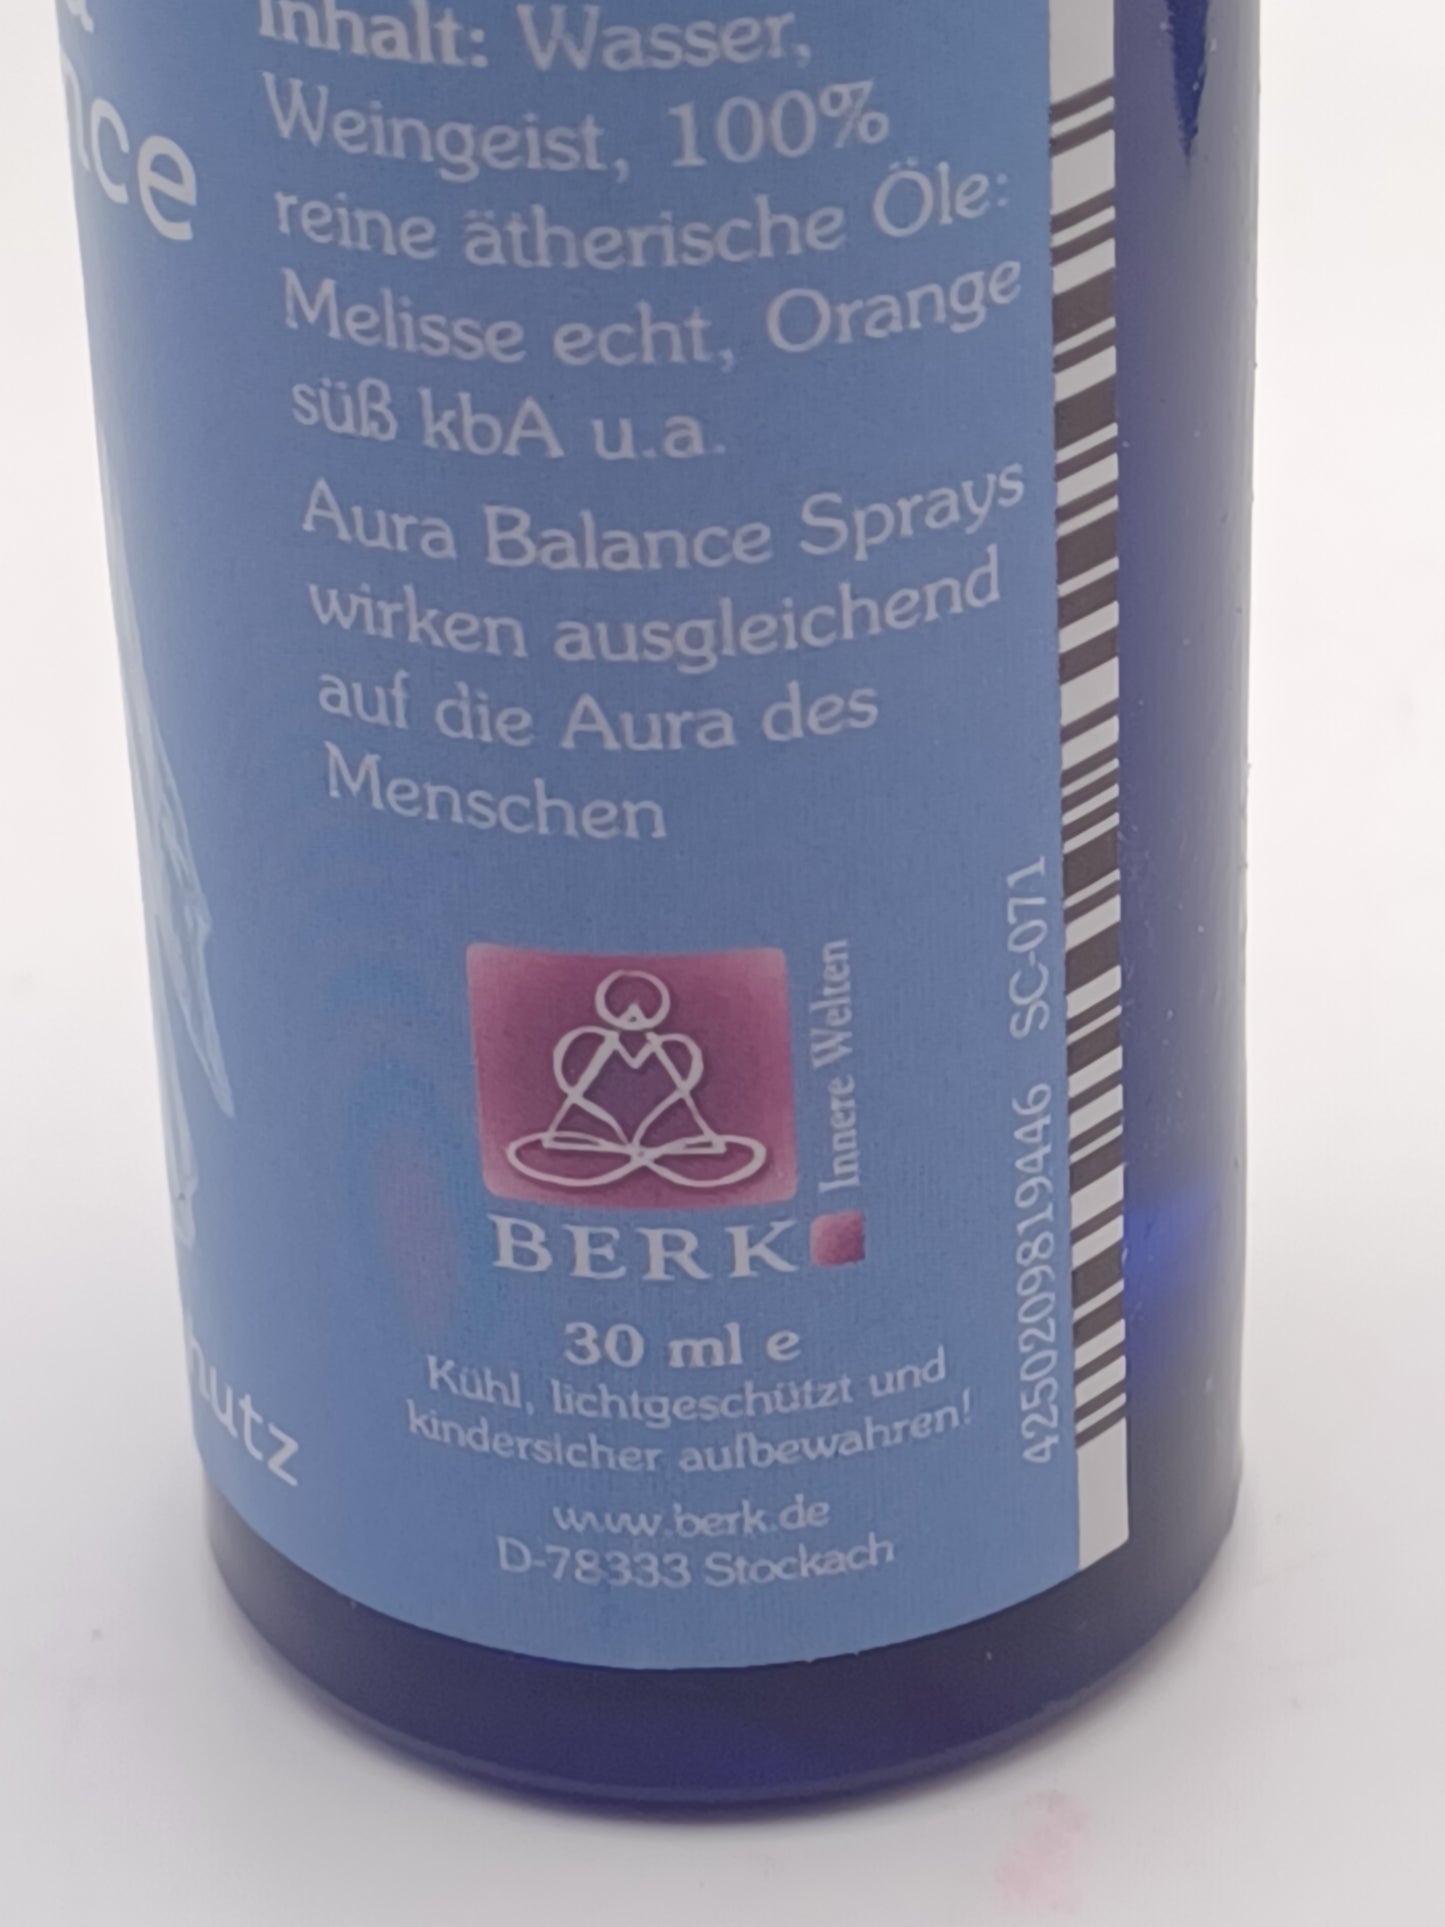 nce
Inhalt: Wasser,
Weingeist, 100%
reine ätherische Öle:
Melisse echt, Orange
süß kbA u.a.
Aura Balance Sprays
wirken ausgleichend
auf die Aura des
Menschen
Innere Welten
BERK
30 ml e
Kühl, lichtgeschützt und
kindersicher aufbewahren!
www.berk.de
D-78333 Stockach
hutz
4250209819446 SC-071